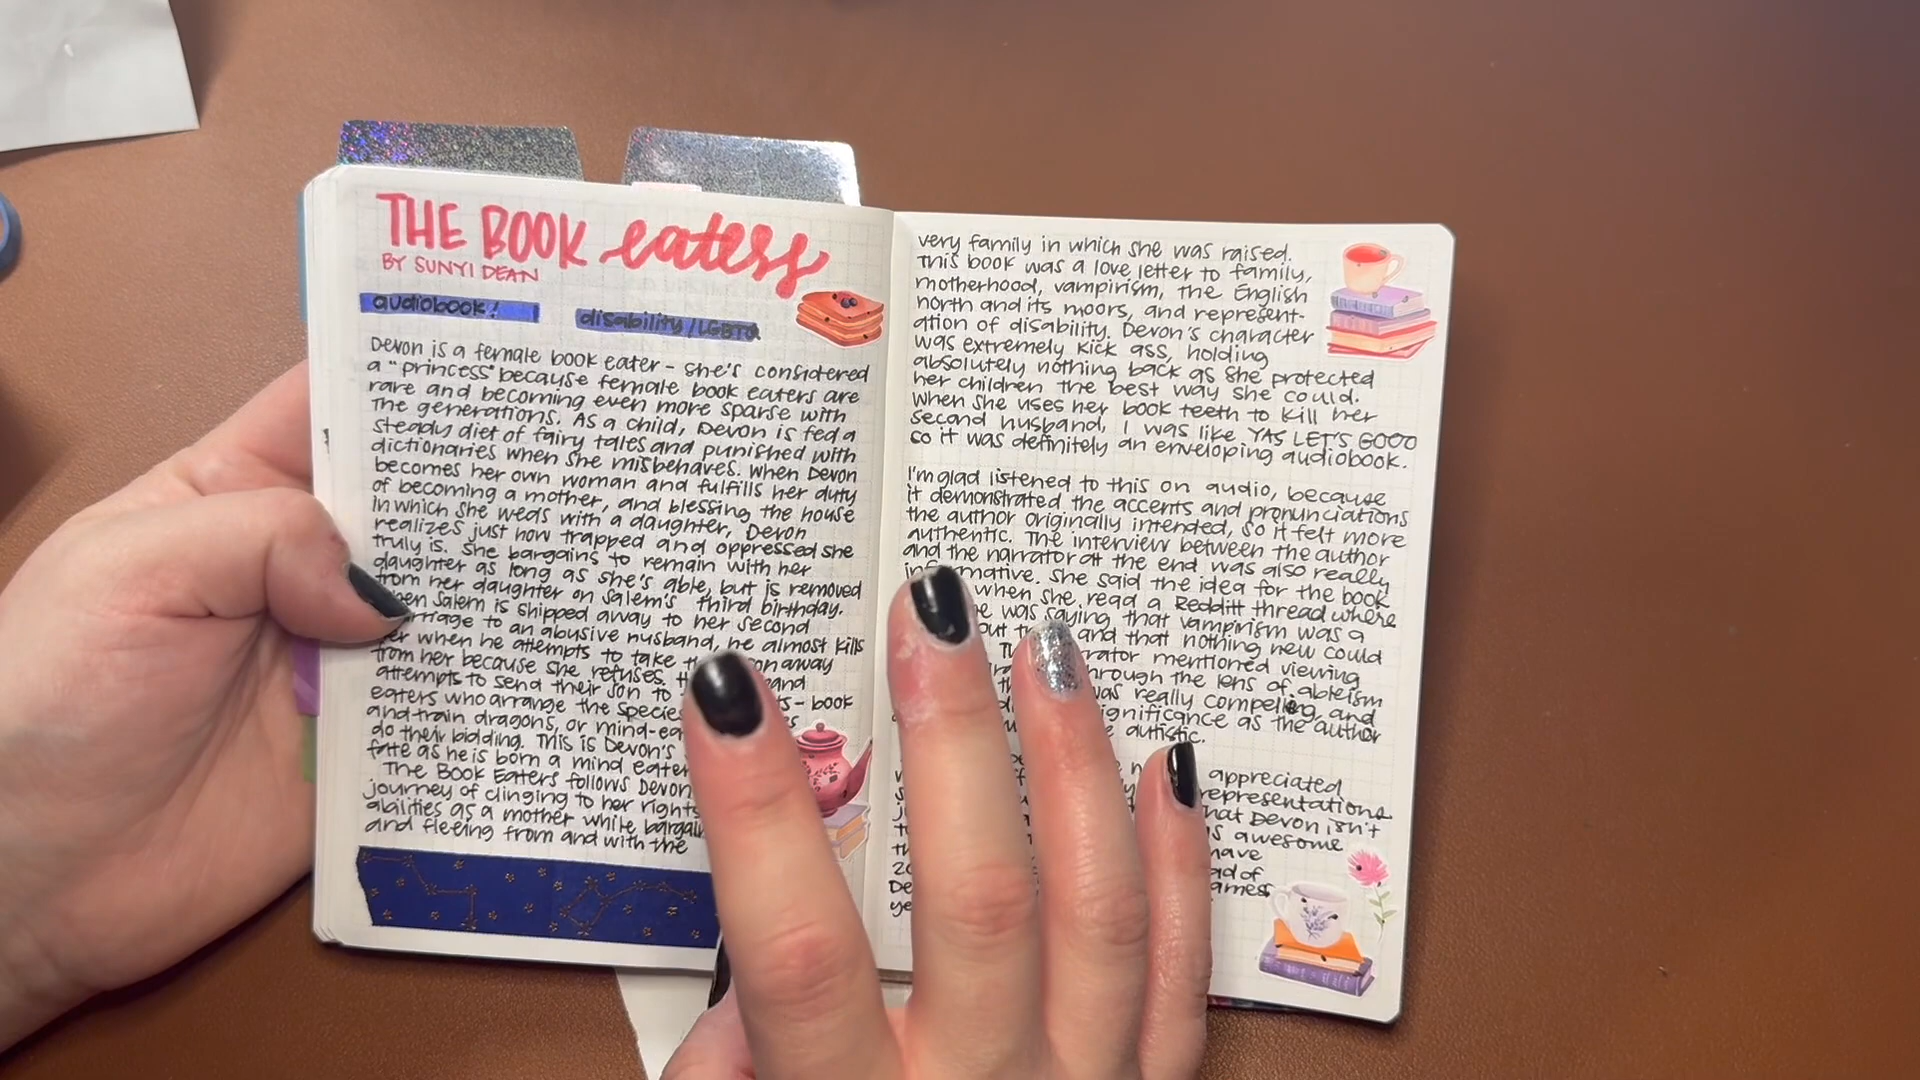 THE BOOK eaters
BY SUNYI DEAN
audiobook!
disability/LGBTQ
Devon is a female book eater - she's considered
a "princess" because female book eaters are
rare and becoming even more sparse with
the generations. As a child, Devon is fed a
steady diet of fairy tales and punished with
dictionaries when she misbehaves. When Devon
becomes her own woman and fulfills her duty
of becoming a mother, and blessing the house
in which she weds with a daughter, Devon
realizes just how trapped and oppressed she
truly is. She bargains to remain with her
daughter as long as she's able, but is removed
from her daughter on Salem's third birthday.
Salem is shipped away to her second
to an abusive husband, he almost kills
when he attempts to take away
from her because she refuses.
attempts to send their son to
eaters who arrange the species - book
and train dragons, or mind-
do their bidding. This is Devon's
fate as he is born a mind eater
The Book Eaters follows Devon
journey of clinging to her rights
abilities as a mother while
and fleeing from and with the
very family in which she was raised.
This book was a love letter to family,
motherhood, vampirism, the English
north and its moors, and represent-
ation of disability. Devon's character
was extremely kick ass, holding
absolutely nothing back as she protected
her children the best way she could.
When she uses her book teeth to kill her
second husband, I was like YAS LET'S GOOO
so it was definitely an enveloping audiobook.
I'm glad listened to this on audio, because
it demonstrated the accents and pronunciations
the author originally intended, so it felt more
authentic. The interview between the author
and the narrator at the end was also really
She said the idea for the book
when she read a Redditt thread where
was saying that vampirism was a
and that nothing new could
mentioned viewing
through the lens of ableism
was really compelling, and
significance as the author
autistic.
appreciated
representations
that Devon isn't
awesome
have
of